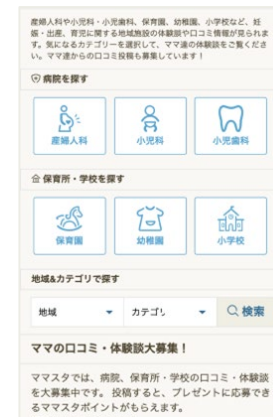 産婦人科や小児科・小児歯科、保育園、幼稚園、小学校など、妊
娠・出産、育児に関する地域施設の体験談や口コミ情報が見られま
す。気になるカテゴリーを選択して、ママ達の体験談をご覧くださ
い。ママ達からの口コミ投稿も募集しています！
病院を探す
産婦人科 小児科 小児歯科
保育所・学校を探す
保育園 幼稚園 小学校
地域&カテゴリで探す
地域 カテゴリ 検索
ママの口コミ・体験談大募集！
ママスタでは、病院、保育所・学校の口コミ・体験談
を大募集中です。 投稿すると、プレゼントに応募でき
るママスタポイントがもらえます。